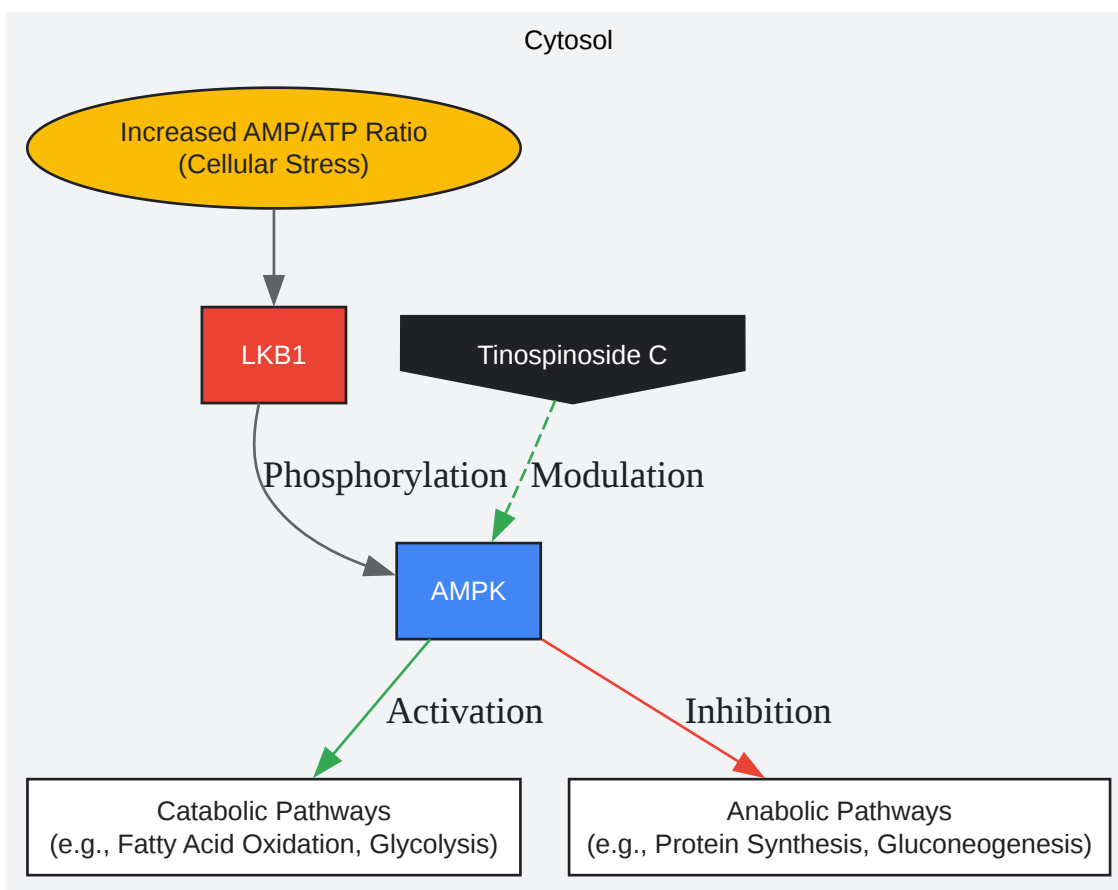 Cytosol
Increased AMP/ATP Ratio
(Cellular Stress)
LKB1
Tinospinoside C
Phosphorylation
Modulation
AMPK
Activation
Inhibition
Catabolic Pathways
(e.g., Fatty Acid Oxidation, Glycolysis)
Anabolic Pathways
(e.g., Protein Synthesis, Gluconeogenesis)